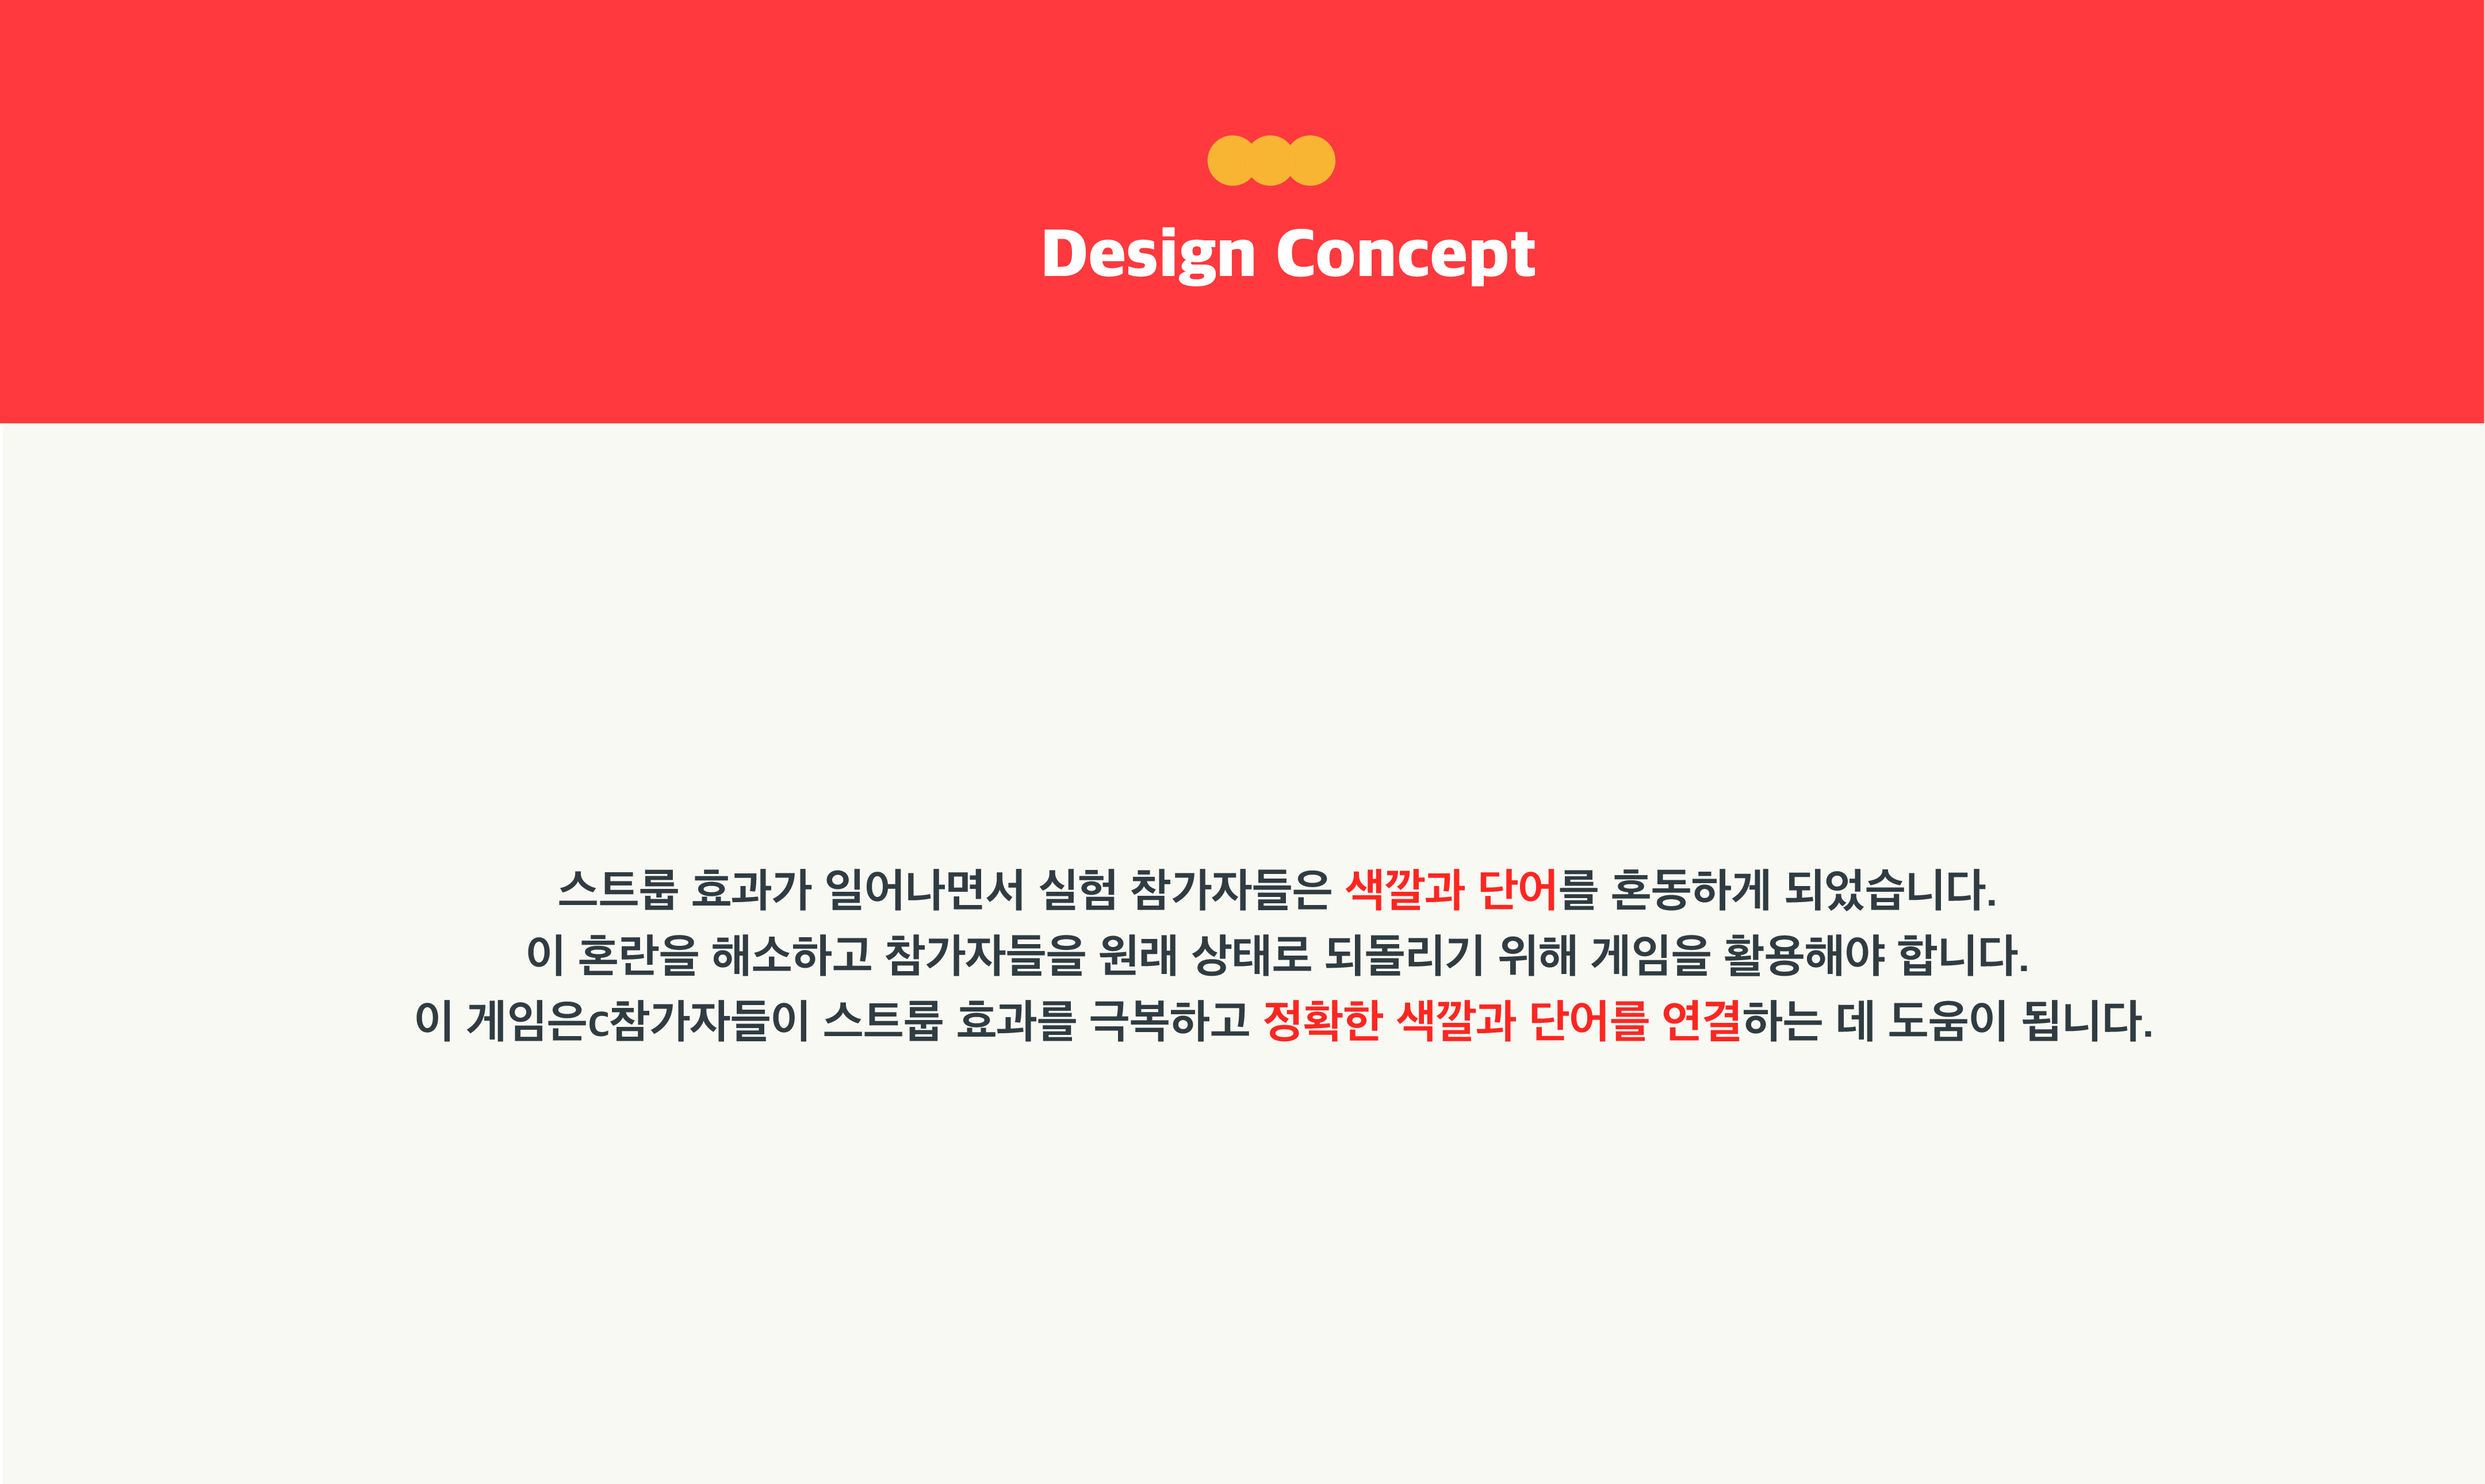 Design Concept
스트룹 효과가 일어나면서 실험 참가자들은 색깔과 단어를 혼동하게 되었습니다.
이 혼란을 해소하고 참가자들을 원래 상태로 되돌리기 위해 게임을 활용해야 합니다.
이 게임은c참가자들이 스트룹 효과를 극복하고 정확한 색깔과 단어를 연결하는 데 도움이 됩니다.